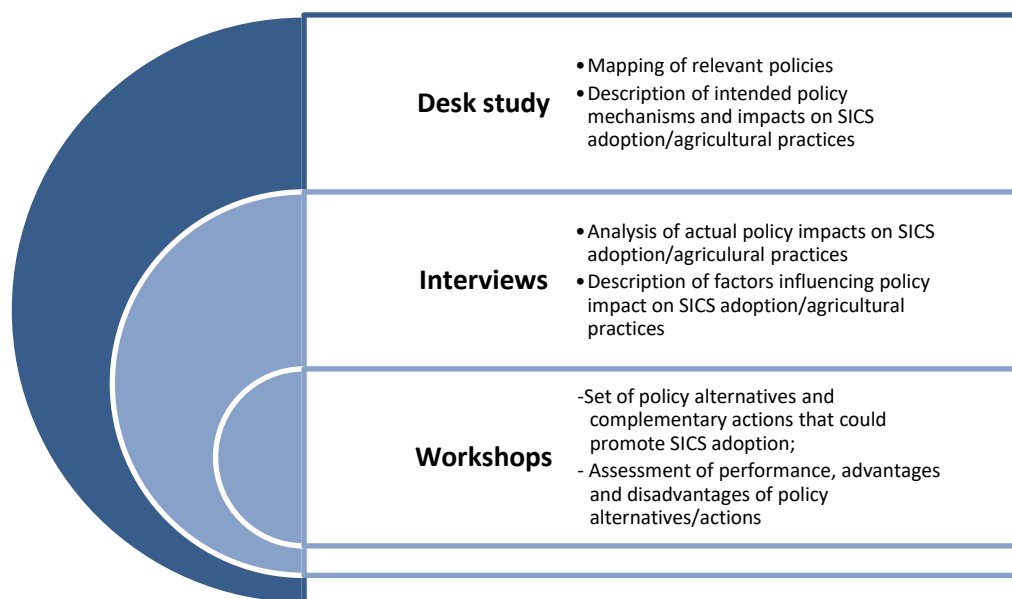 Desk study
•Mapping of relevant policies
•Description of intended policy
mechanisms and impacts on SICS
adoption/agricultural practices
Interviews
•Analysis of actual policy impacts on SICS
adoption/agriculural practices
•Description of factors influencing policy
impact on SICS adoption/agricultural
practices
Workshops
-Set of policy alternatives and
complementary actions that could
promote SICS adoption;
- Assessment of performance, advantages
and disadvantages of policy
alternatives/actions